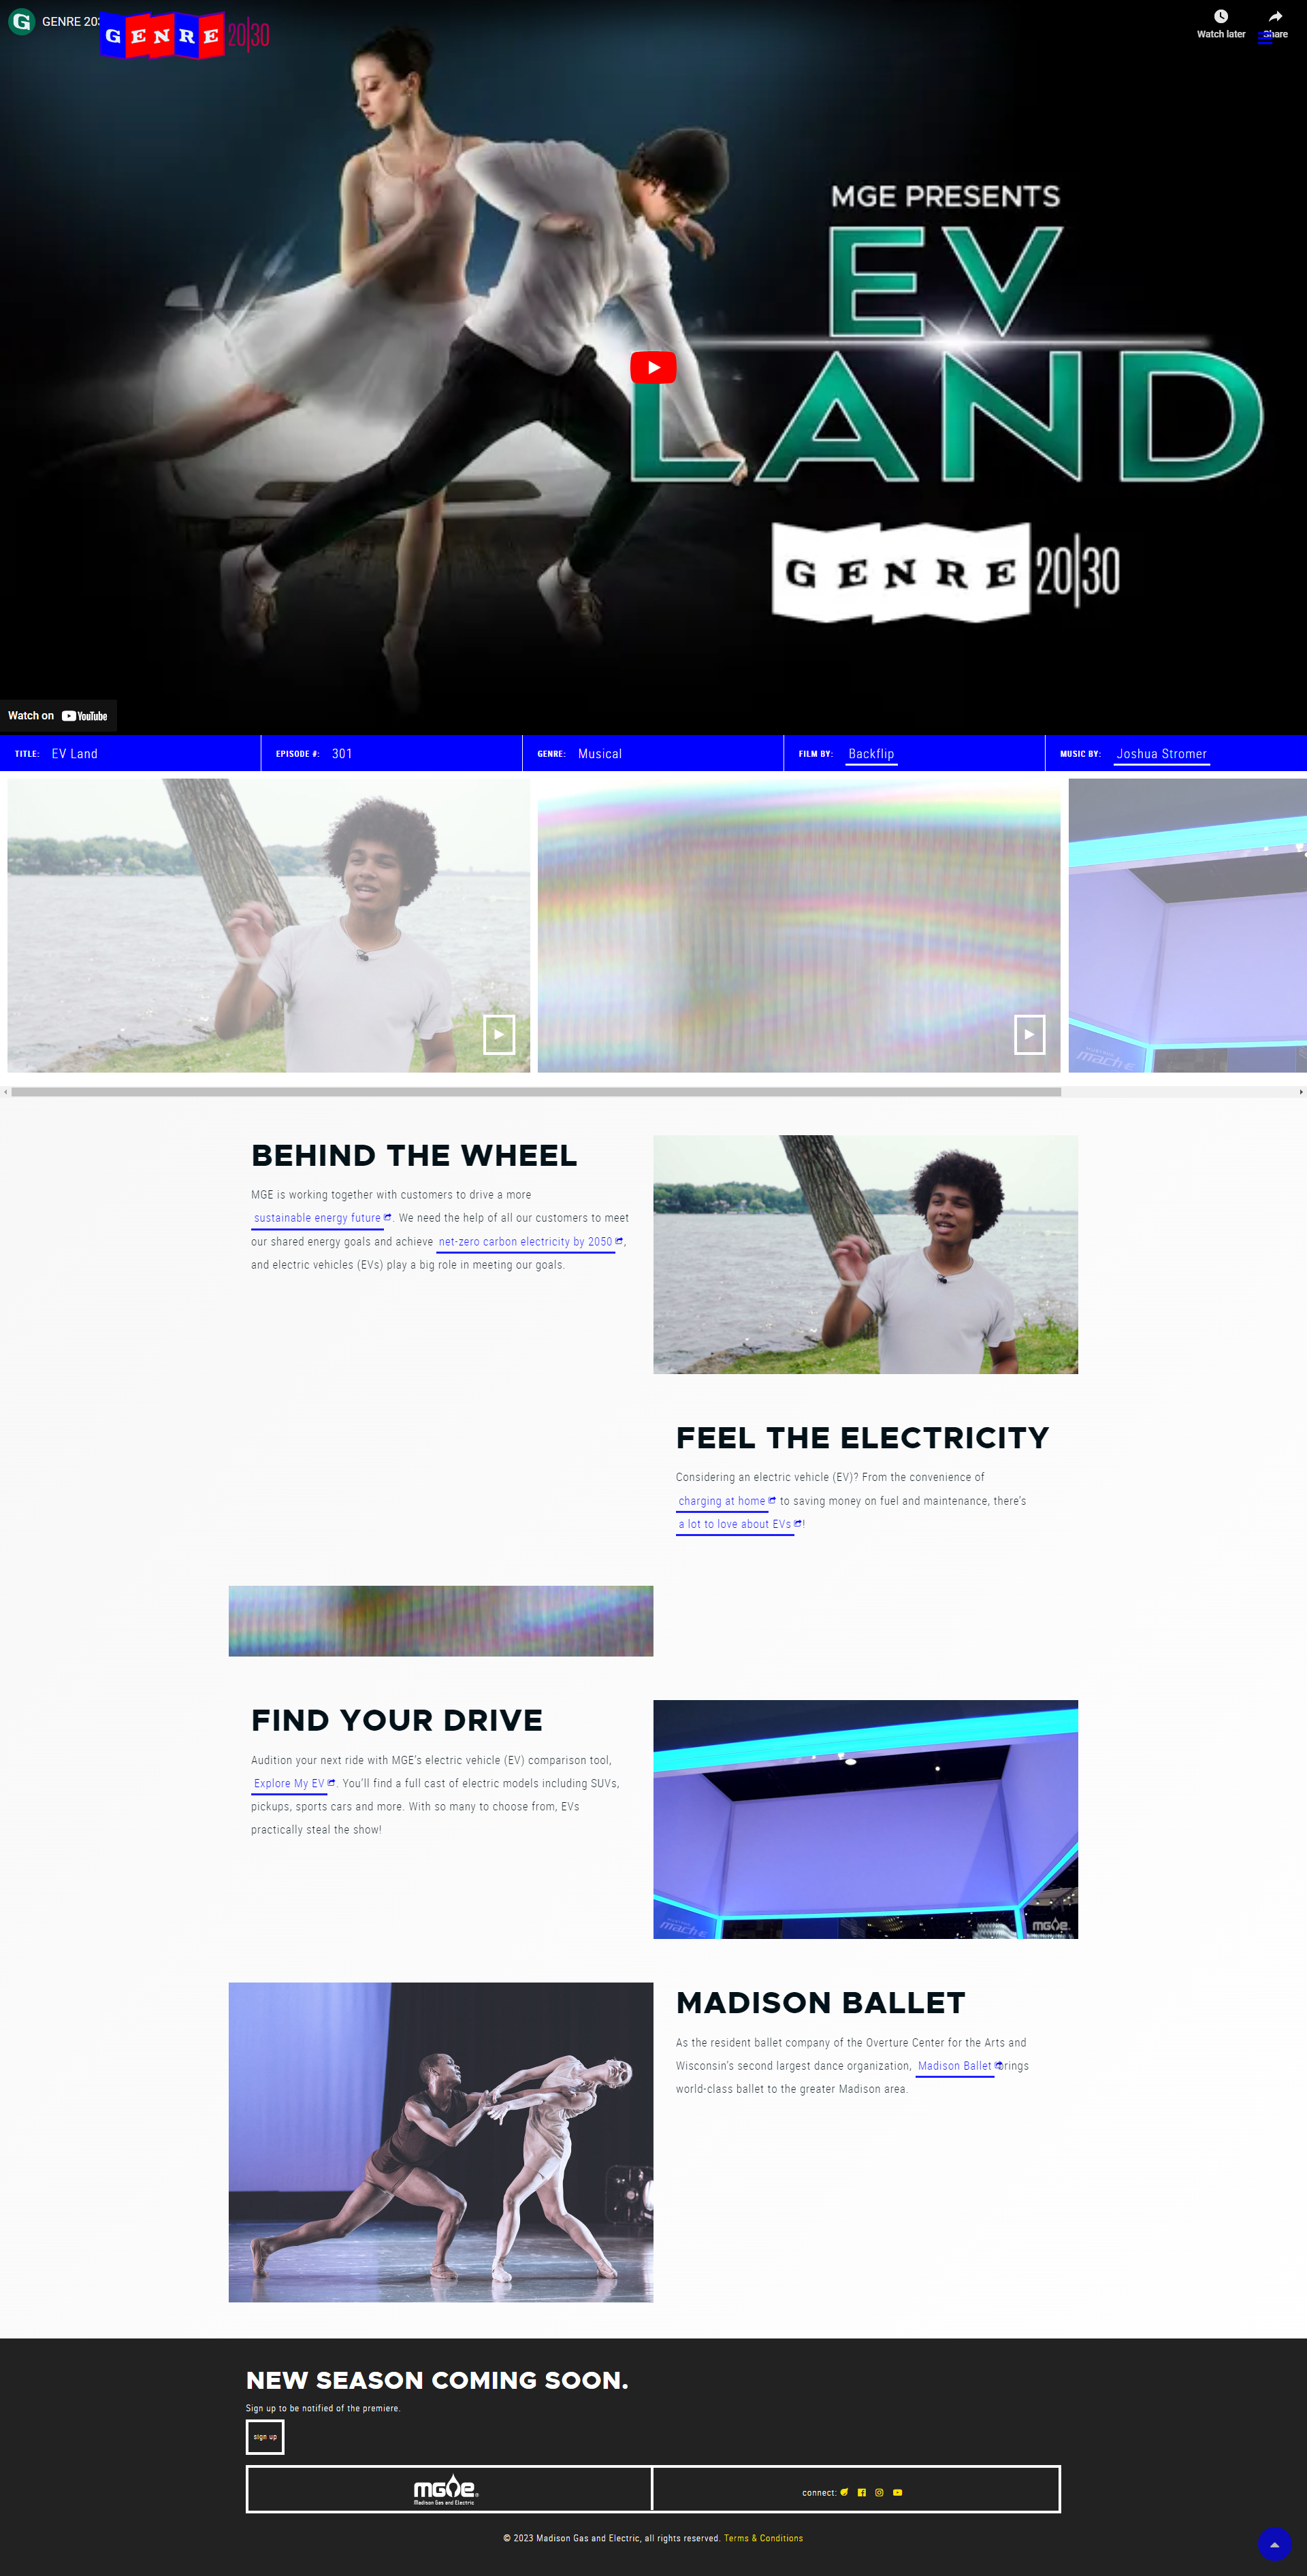 GENRE 203
GENRE 20|30
Watch later
Share
MGE PRESENTS
EV
LAND
GENRE 20|30
Watch on YouTube
TITLE: EV Land
EPISODE #: 301
GENRE: Musical
FILM BY: Backflip
MUSIC BY: Joshua Stromer
mach-e
BEHIND THE WHEEL
MGE is working together with customers to drive a more
sustainable energy future. We need the help of all our customers to meet
our shared energy goals and achieve net-zero carbon electricity by 2050,
and electric vehicles (EVs) play a big role in meeting our goals.
FEEL THE ELECTRICITY
Considering an electric vehicle (EV)? From the convenience of
charging at home to saving money on fuel and maintenance, there's
a lot to love about EVs!
FIND YOUR DRIVE
Audition your next ride with MGE's electric vehicle (EV) comparison tool,
Explore My EV. You'll find a full cast of electric models including SUVs,
pickups, sports cars and more. With so many to choose from, EVs
practically steal the show!
mach-e
mge
MADISON BALLET
As the resident ballet company of the Overture Center for the Arts and
Wisconsin's second largest dance organization, Madison Ballet brings
world-class ballet to the greater Madison area.
NEW SEASON COMING SOON.
Sign up to be notified of the premiere.
sign up
mge®
Madison Gas and Electric
connect:
© 2023 Madison Gas and Electric, all rights reserved. Terms & Conditions